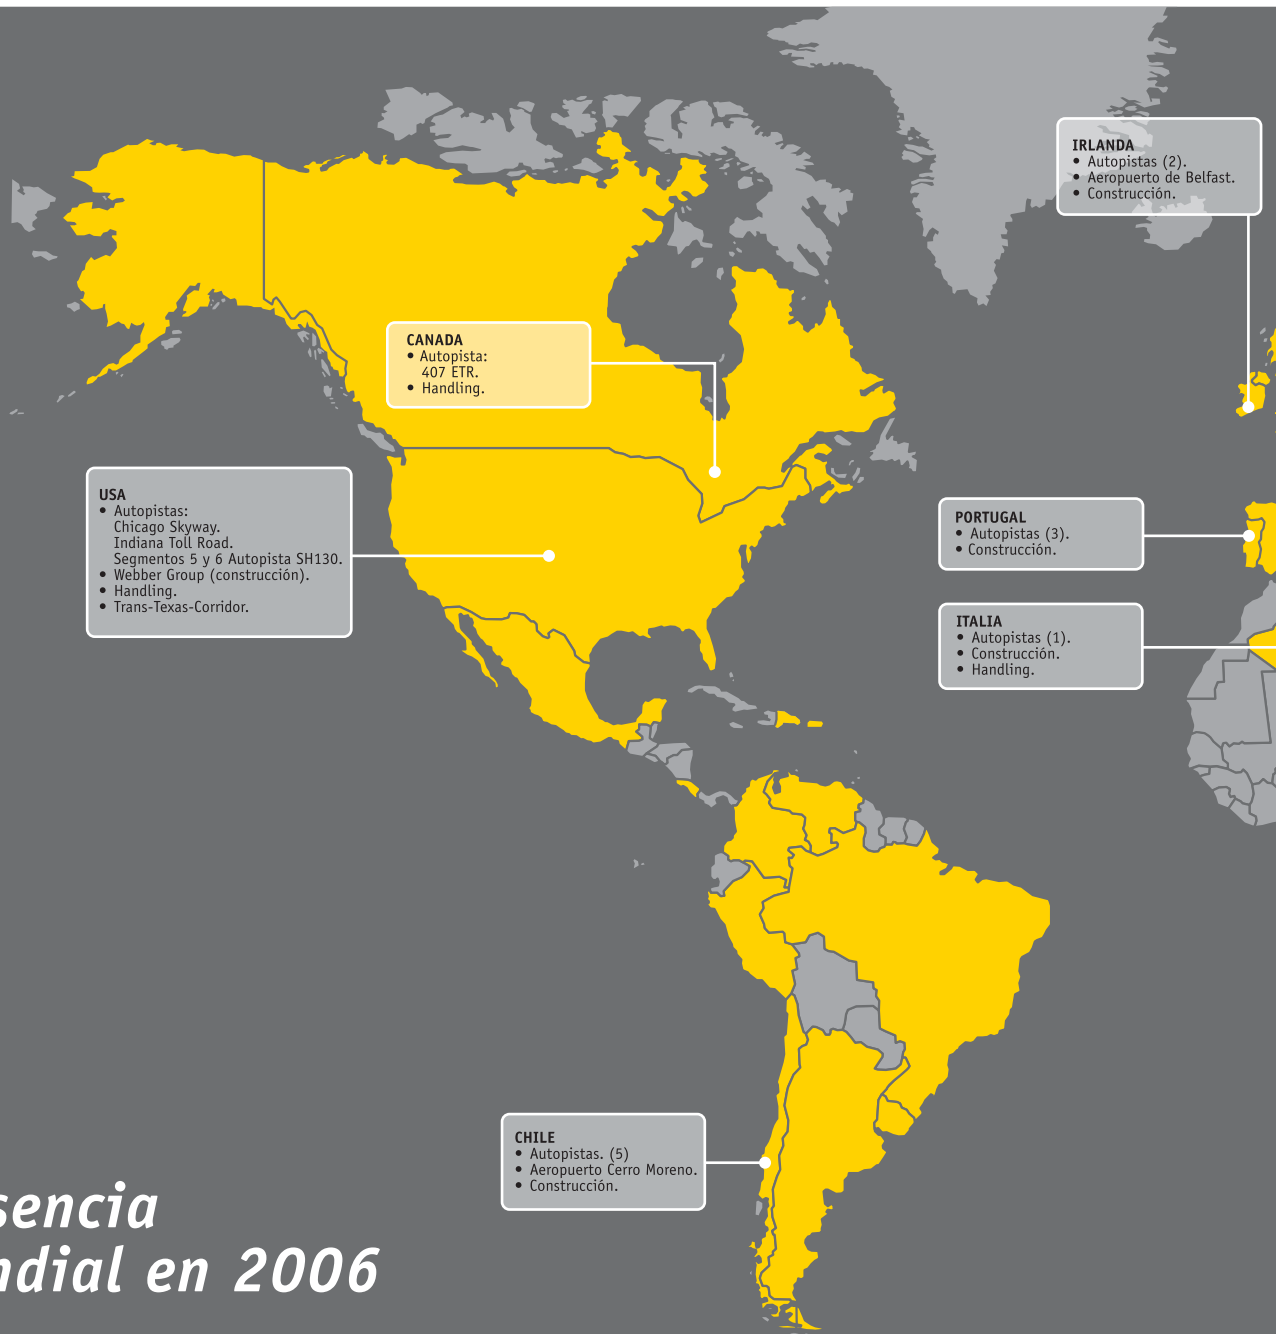 IRLANDA
• Autopistas (2).
• Aeropuerto de Belfast.
• Construcción.
CANADA
• Autopista:
407 ETR.
• Handling.
USA
• Autopistas:
Chicago Skyway.
Indiana Toll Road.
Segmentos 5 y 6 Autopista SH130.
• Webber Group (construcción).
• Handling.
• Trans-Texas-Corridor.
PORTUGAL
• Autopistas (3).
• Construcción.
ITALIA
• Autopistas (1).
• Construcción.
• Handling.
CHILE
• Autopistas. (5)
• Aeropuerto Cerro Moreno.
• Construcción.
sencia
ndial en 2006